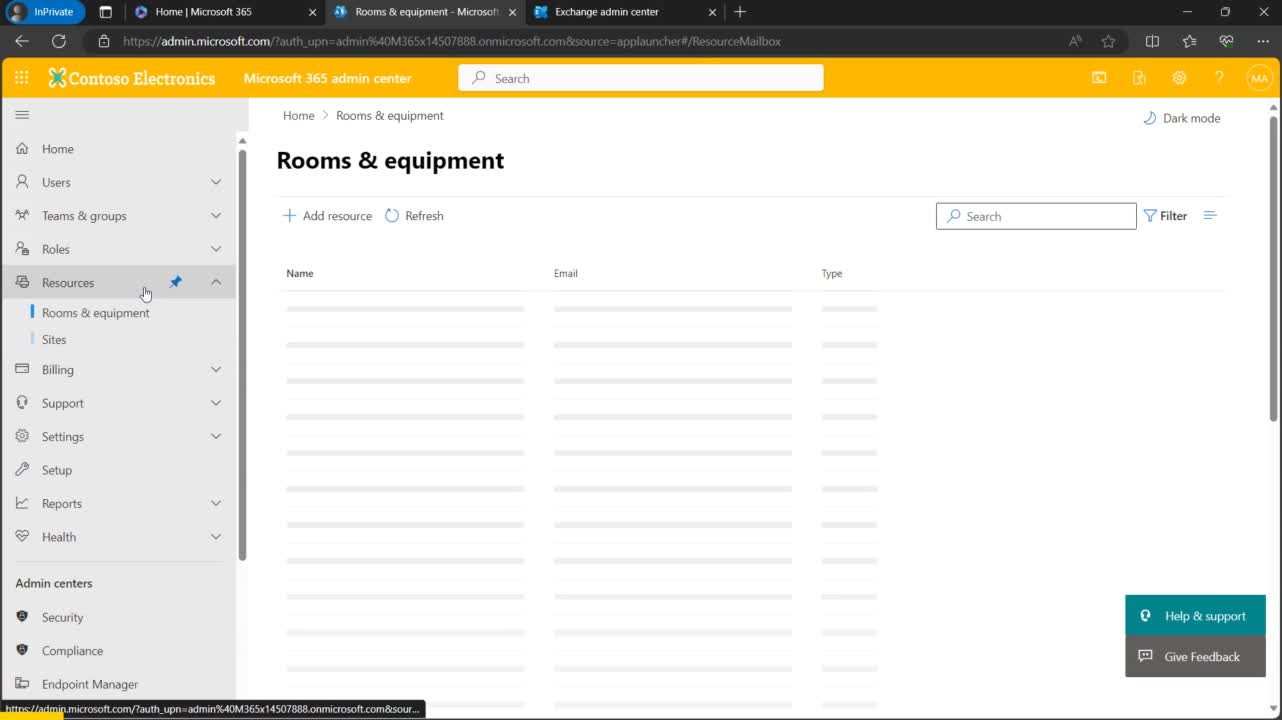 InPrivate
Home | Microsoft 365
Rooms & equipment - Microsoft
Exchange admin center
https://admin.microsoft.com/?auth_upn=admin%40M365x14507888.onmicrosoft.com&source=applauncher#/ResourceMailbox
Contoso Electronics
Microsoft 365 admin center
Search
MA
Home > Rooms & equipment
Dark mode
Rooms & equipment
Add resource
Refresh
Search
Filter
Name
Email
Type
Home
Users
Teams & groups
Roles
Resources
Rooms & equipment
Sites
Billing
Support
Settings
Setup
Reports
Health
Admin centers
Security
Compliance
Endpoint Manager
Help & support
Give Feedback
https://admin.microsoft.com/?auth_upn=admin%40M365x14507888.onmicrosoft.com&sour...